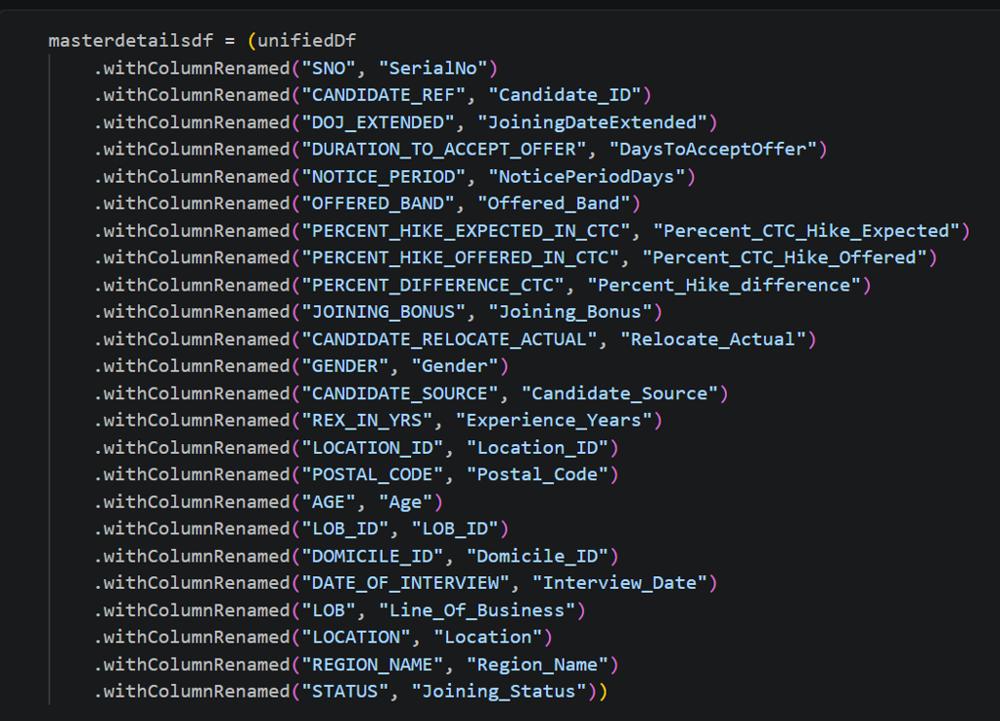 masterdetailsdf = (unifiedDf
.withColumnRenamed("SNO", "SerialNo")
.withColumnRenamed("CANDIDATE_REF", "Candidate_ID")
.withColumnRenamed("DOJ_EXTENDED", "JoiningDateExtended")
.withColumnRenamed("DURATION_TO_ACCEPT_OFFER", "DaysToAcceptOffer")
.withColumnRenamed("NOTICE_PERIOD", "NoticePeriodDays")
.withColumnRenamed("OFFERED_BAND", "Offered_Band")
.withColumnRenamed("PERCENT_HIKE_EXPECTED_IN_CTC", "Perecent_CTC_Hike_Expected")
.withColumnRenamed("PERCENT_HIKE_OFFERED_IN_CTC", "Percent_CTC_Hike_Offered")
.withColumnRenamed("PERCENT_DIFFERENCE_CTC", "Percent_Hike_difference")
.withColumnRenamed("JOINING_BONUS", "Joining_Bonus")
.withColumnRenamed("CANDIDATE_RELOCATE_ACTUAL", "Relocate_Actual")
.withColumnRenamed("GENDER", "Gender")
.withColumnRenamed("CANDIDATE_SOURCE", "Candidate_Source")
.withColumnRenamed("REX_IN_YRS", "Experience_Years")
.withColumnRenamed("LOCATION_ID", "Location_ID")
.withColumnRenamed("POSTAL_CODE", "Postal_Code")
.withColumnRenamed("AGE", "Age")
.withColumnRenamed("LOB_ID", "LOB_ID")
.withColumnRenamed("DOMICILE_ID", "Domicile_ID")
.withColumnRenamed("DATE_OF_INTERVIEW", "Interview_Date")
.withColumnRenamed("LOB", "Line_Of_Business")
.withColumnRenamed("LOCATION", "Location")
.withColumnRenamed("REGION_NAME", "Region_Name")
.withColumnRenamed("STATUS", "Joining_Status"))